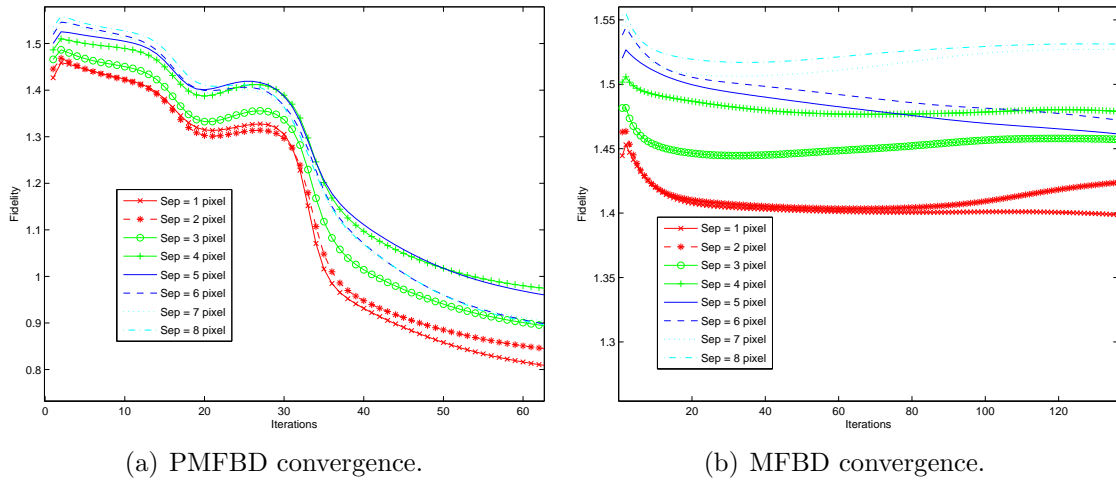 1.5
1.4
1.3
1.2
1.1
1
0.9
0.8
Fidelity
0
10
20
30
40
50
60
Iterations
Sep = 1 pixel
Sep = 2 pixel
Sep = 3 pixel
Sep = 4 pixel
Sep = 5 pixel
Sep = 6 pixel
Sep = 7 pixel
Sep = 8 pixel
(a) PMFBD convergence.
1.55
1.5
1.45
1.4
1.35
1.3
Fidelity
20
40
60
80
100
120
Iterations
Sep = 1 pixel
Sep = 2 pixel
Sep = 3 pixel
Sep = 4 pixel
Sep = 5 pixel
Sep = 6 pixel
Sep = 7 pixel
Sep = 8 pixel
(b) MFBD convergence.